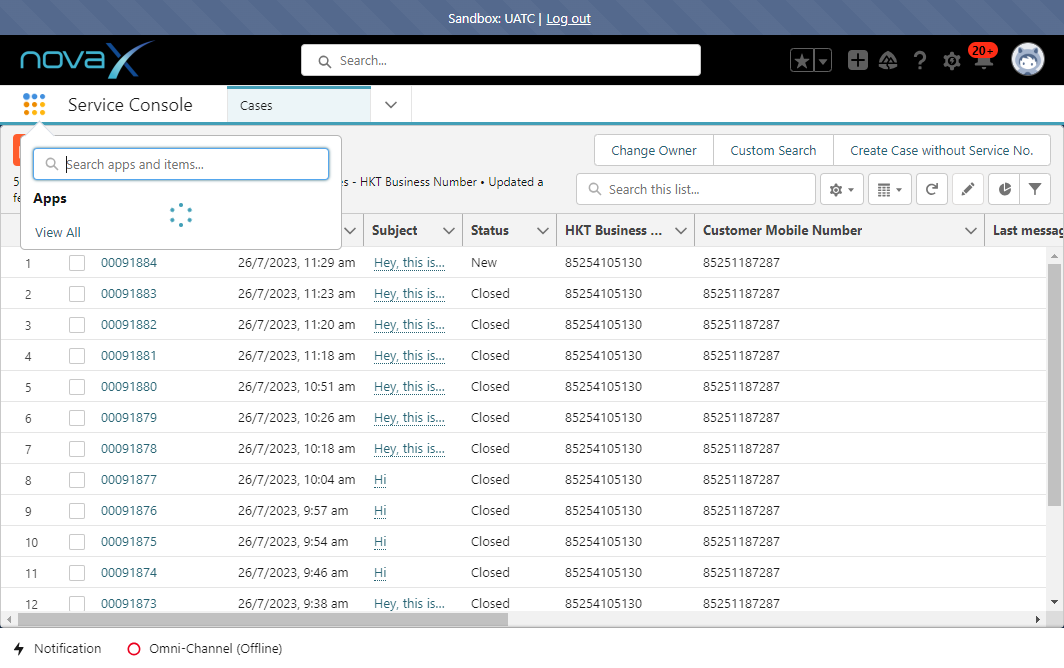 Sandbox: UATC | Log out
novaX
Search...
20+
Service Console
Cases
Search apps and items...
Apps
View All
Change Owner
Custom Search
Create Case without Service No.
5
s - HKT Business Number • Updated a
fe
Search this list...
Subject
Status
HKT Business ...
Customer Mobile Number
Last messag
1 00091884 26/7/2023, 11:29 am Hey, this is... New 85254105130 85251187287
2 00091883 26/7/2023, 11:23 am Hey, this is... Closed 85254105130 85251187287
3 00091882 26/7/2023, 11:20 am Hey, this is... Closed 85254105130 85251187287
4 00091881 26/7/2023, 11:18 am Hey, this is... Closed 85254105130 85251187287
5 00091880 26/7/2023, 10:51 am Hey, this is... Closed 85254105130 85251187287
6 00091879 26/7/2023, 10:26 am Hey, this is... Closed 85254105130 85251187287
7 00091878 26/7/2023, 10:18 am Hey, this is... Closed 85254105130 85251187287
8 00091877 26/7/2023, 10:04 am Hi Closed 85254105130 85251187287
9 00091876 26/7/2023, 9:57 am Hi Closed 85254105130 85251187287
10 00091875 26/7/2023, 9:54 am Hi Closed 85254105130 85251187287
11 00091874 26/7/2023, 9:46 am Hi Closed 85254105130 85251187287
12 00091873 26/7/2023, 9:38 am Hey, this is... Closed 85254105130 85251187287
Notification
Omni-Channel (Offline)